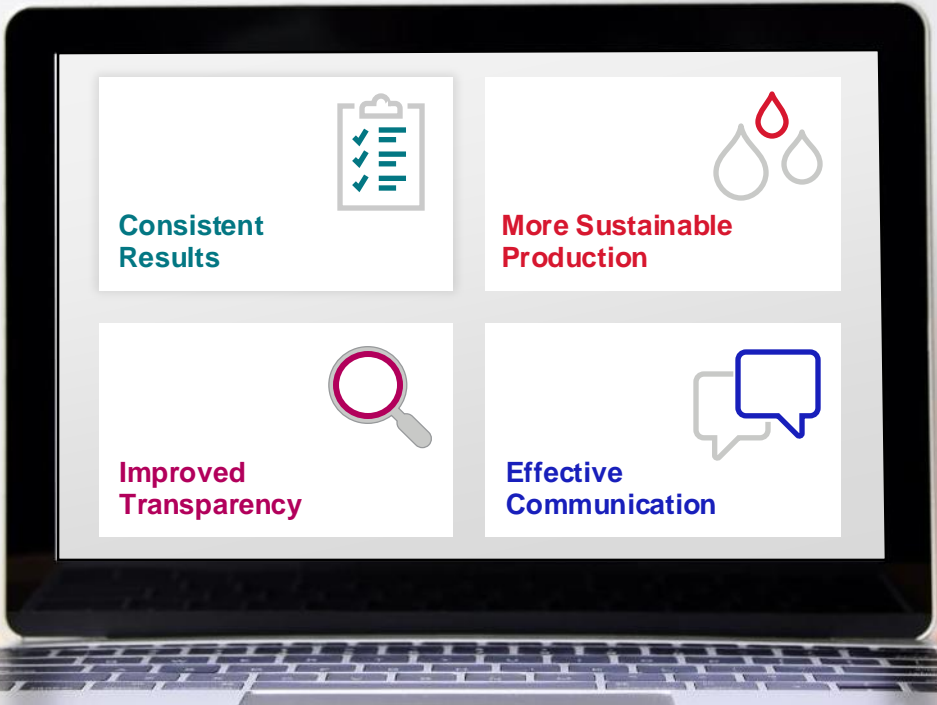 Consistent
Results
More Sustainable
Production
Improved
Transparency
Effective
Communication